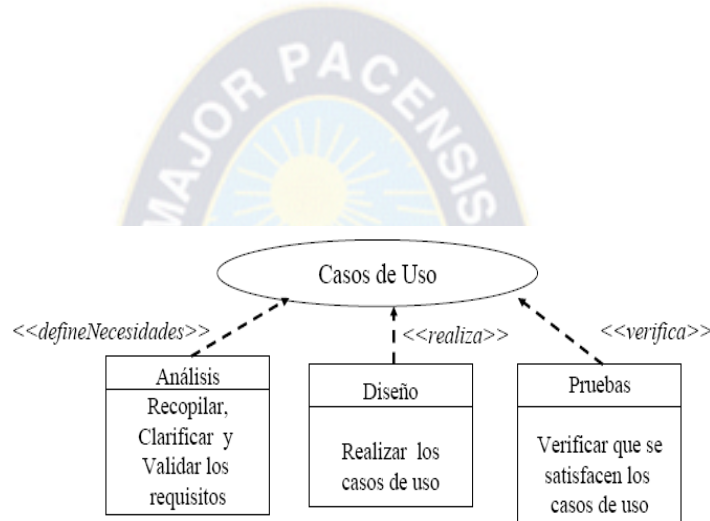 MAJOR PACENSIS
Casos de Uso
<<defineNecesidades>>
<<realiza>>
<<verifica>>
Análisis
Recopilar,
Clarificar y
Validar los
requisitos
Diseño
Realizar los
casos de uso
Pruebas
Verificar que se
satisfacen los
casos de uso